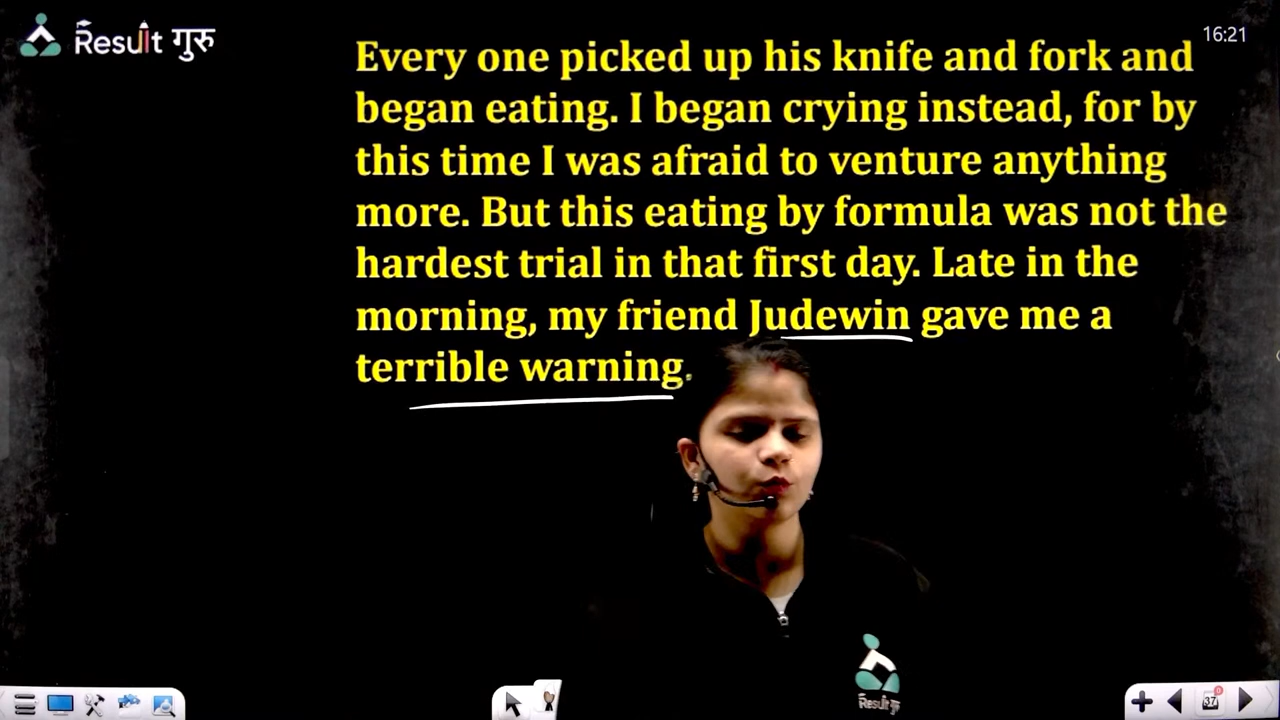 Result गुरु
16:21
Every one picked up his knife and fork and
began eating. I began crying instead, for by
this time I was afraid to venture anything
more. But this eating by formula was not the
hardest trial in that first day. Late in the
morning, my friend Judewin gave me a
terrible warning.
Result गुरु
37